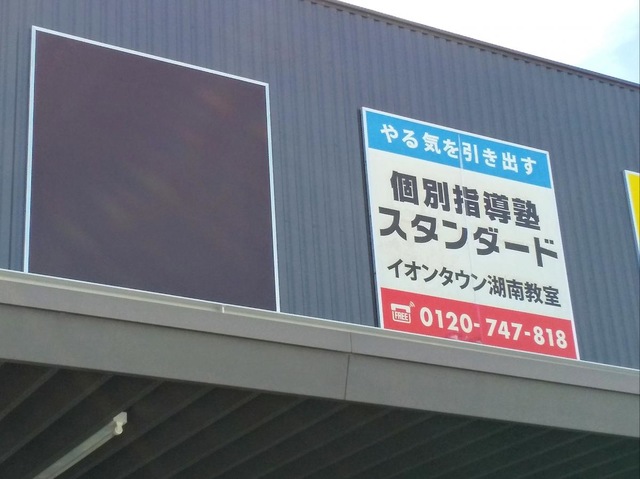 やる気を引き出す
個別指導塾
スタンダード
イオンタウン湖南教室
FREE 0120-747-818